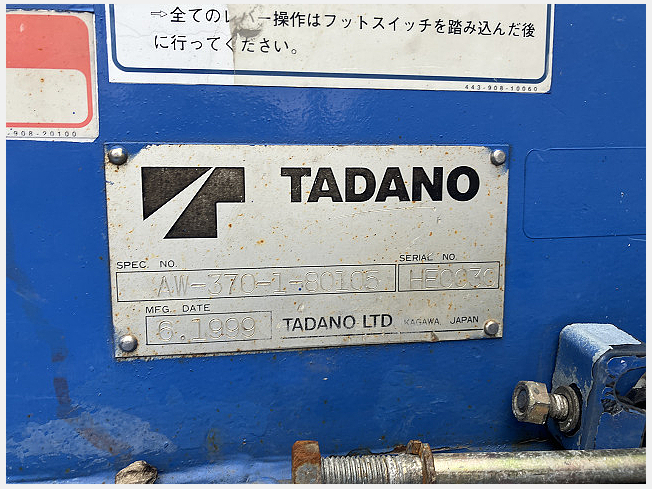 ⇨全てのレバー操作はフットスイッチを踏み込んだ後
に行ってください。
443-908-10060
908-20100
TADANO
SPEC. NO.
SERIAL NO.
AW-370-1-80105
MFG. DATE
6.1999
TADANO LTD
KAGAWA, JAPAN